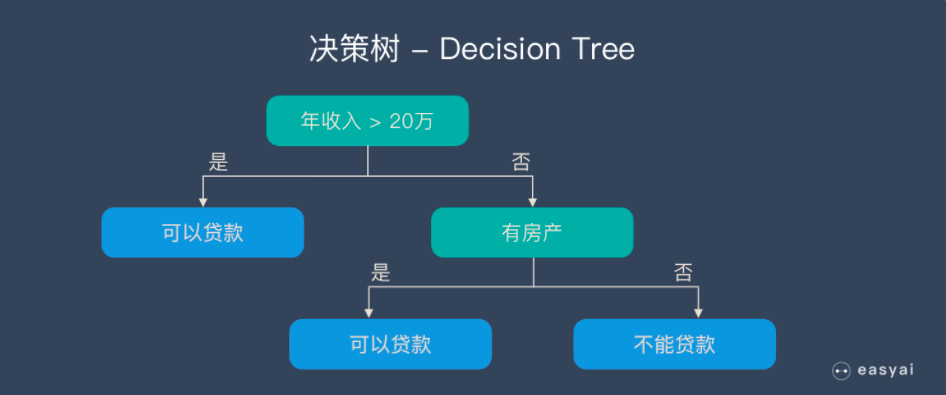 决策树 – Decision Tree
年收入 > 20万
是
否
可以贷款
有房产
是
否
可以贷款
不能贷款
easyai